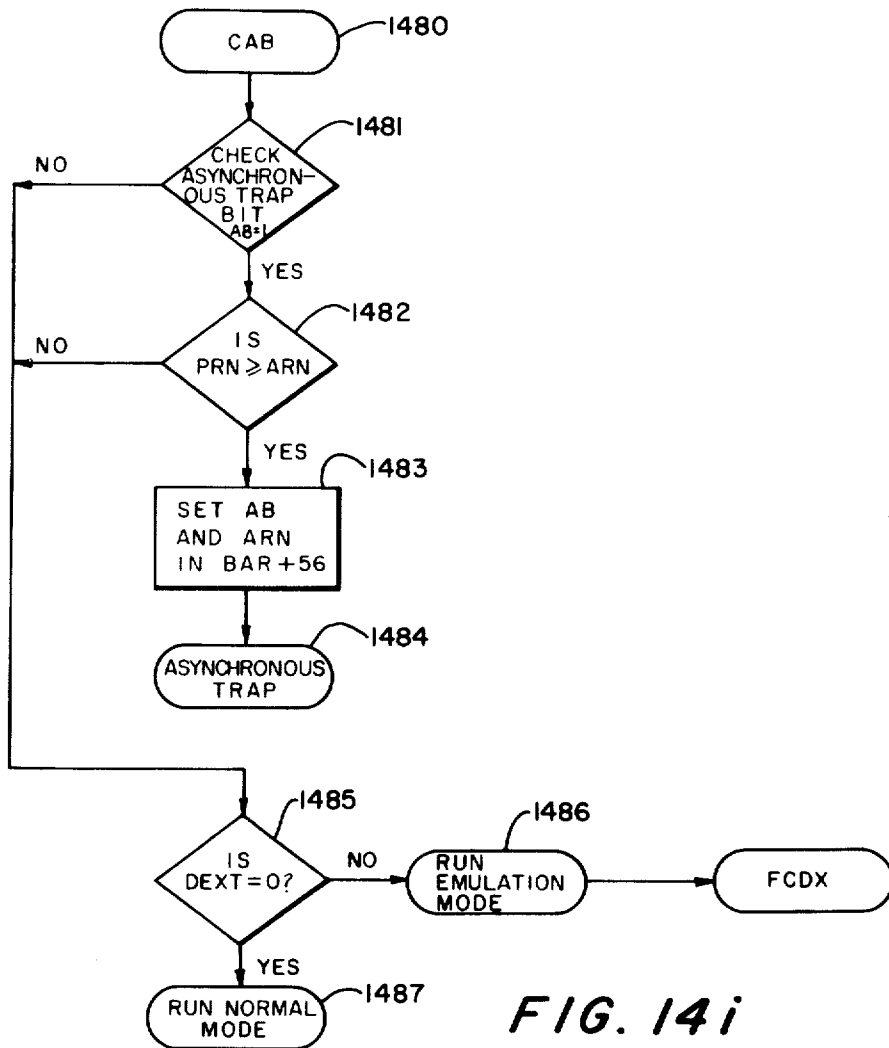 CAB
1480
1481
CHECK
ASYNCHRON-
OUS TRAP
BIT
AB=1
NO
YES
1482
IS
PRN ⩾ ARN
NO
YES
1483
SET AB
AND ARN
IN BAR+56
1484
ASYNCHRONOUS
TRAP
1485
IS
DEXT=0?
NO
1486
RUN
EMULATION
MODE
FCDX
YES
1487
RUN NORMAL
MODE
FIG. 14i